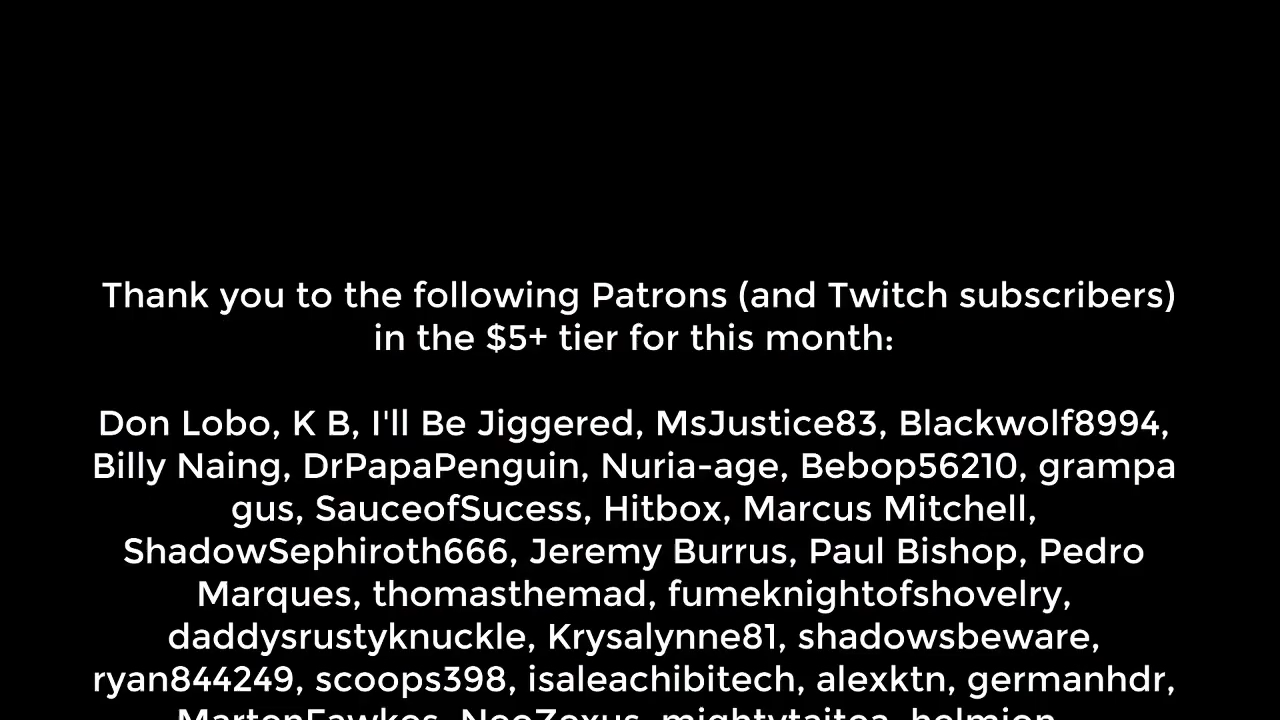 Thank you to the following Patrons (and Twitch subscribers)
in the $5+ tier for this month:
Don Lobo, K B, I'll Be Jiggered, MsJustice83, Blackwolf8994,
Billy Naing, DrPapaPenguin, Nuria-age, Bebop56210, grampa
gus, SauceofSucess, Hitbox, Marcus Mitchell,
ShadowSephiroth666, Jeremy Burrus, Paul Bishop, Pedro
Marques, thomasthemad, fumeknightofshovelry,
daddysrustyknuckle, Krysalynne81, shadowsbeware,
ryan844249, scoops398, isaleachibitech, alexktn, germanhdr,